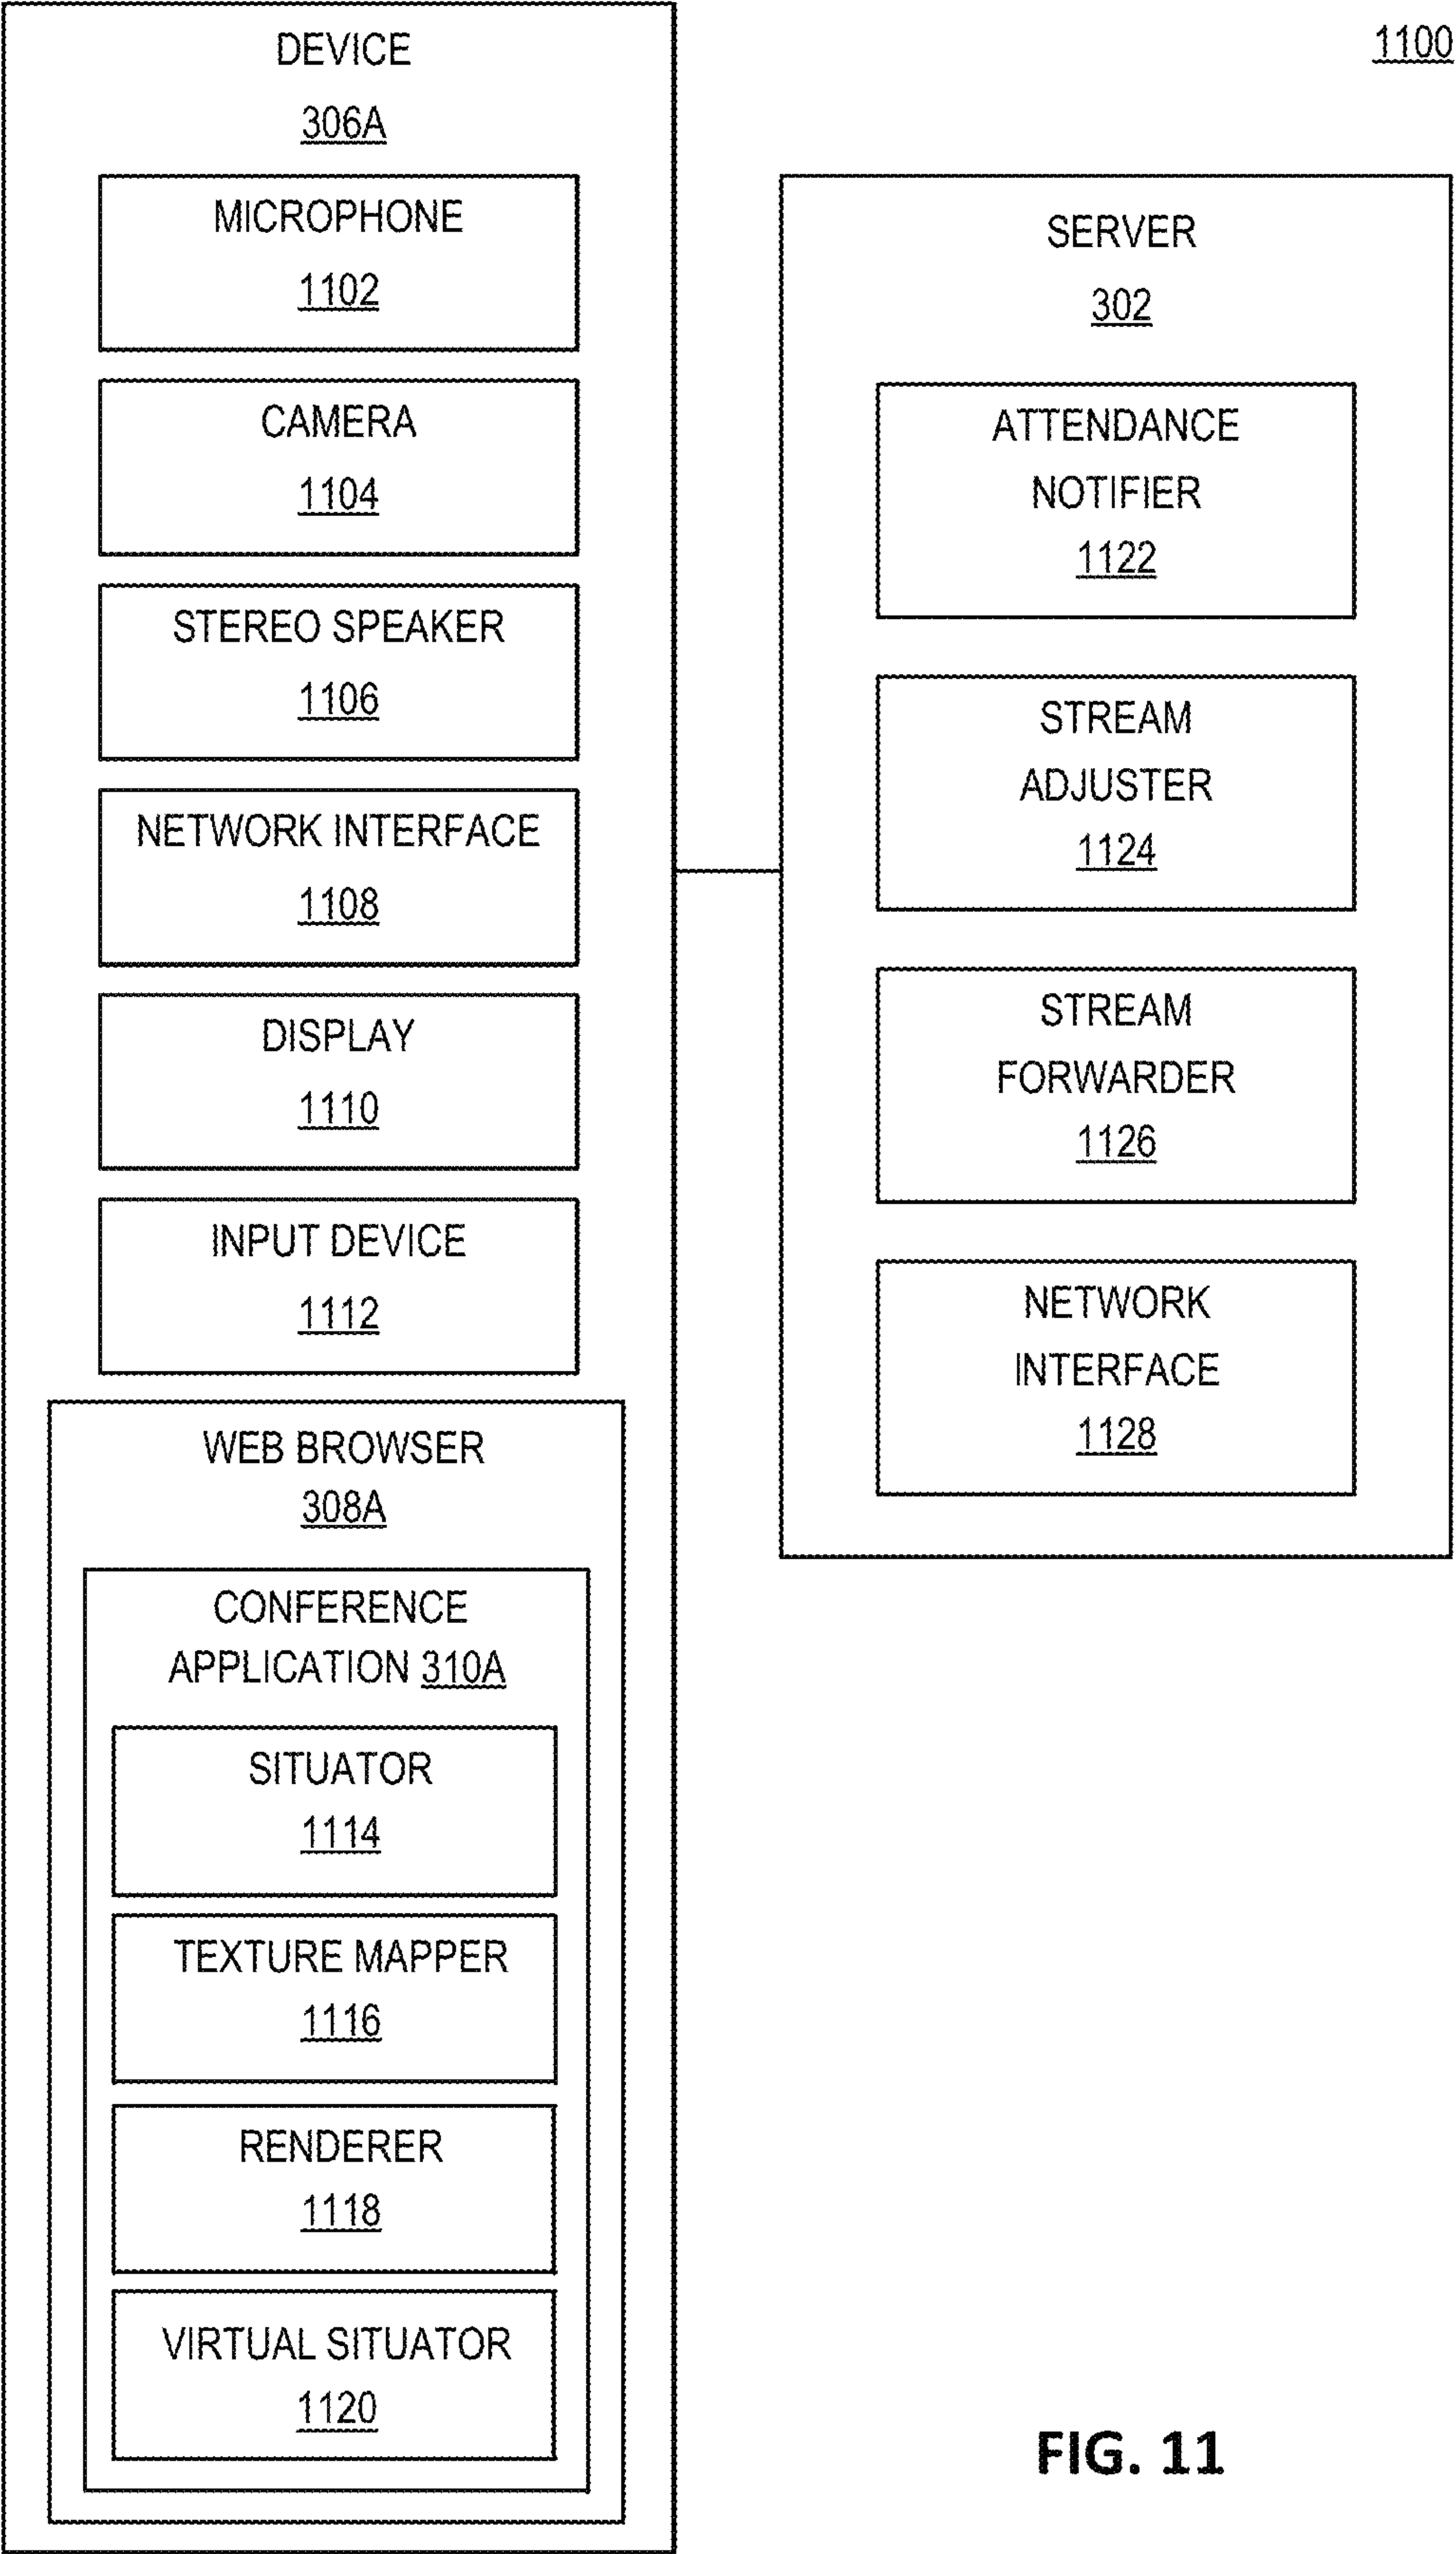 1100
DEVICE
306A
MICROPHONE
1102
CAMERA
1104
STEREO SPEAKER
1106
NETWORK INTERFACE
1108
DISPLAY
1110
INPUT DEVICE
1112
WEB BROWSER
308A
CONFERENCE
APPLICATION 310A
SITUATOR
1114
TEXTURE MAPPER
1116
RENDERER
1118
VIRTUAL SITUATOR
1120
SERVER
302
ATTENDANCE
NOTIFIER
1122
STREAM
ADJUSTER
1124
STREAM
FORWARDER
1126
NETWORK
INTERFACE
1128
FIG. 11